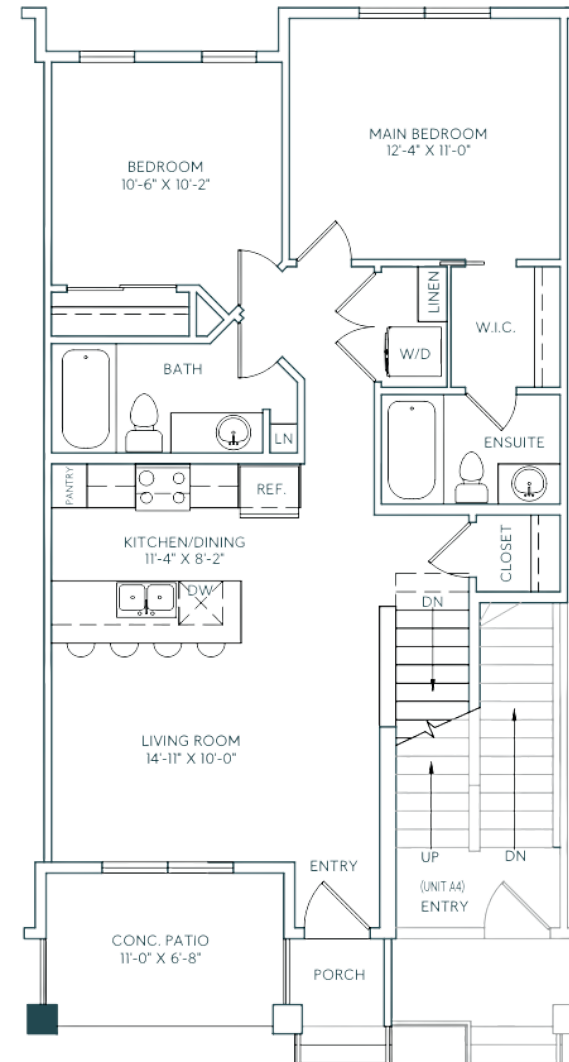 MAIN BEDROOM
12'-4" X 11'-0"
BEDROOM
10'-6" X 10'-2"
LINEN
W.I.C.
W/D
BATH
LN
ENSUITE
PANTRY
REF.
KITCHEN/DINING
11'-4" X 8'-2"
CLOSET
DW
DN
LIVING ROOM
14'-11" X 10'-0"
ENTRY
UP
DN
(UNIT A4)
ENTRY
CONC. PATIO
11'-0" X 6'-8"
PORCH